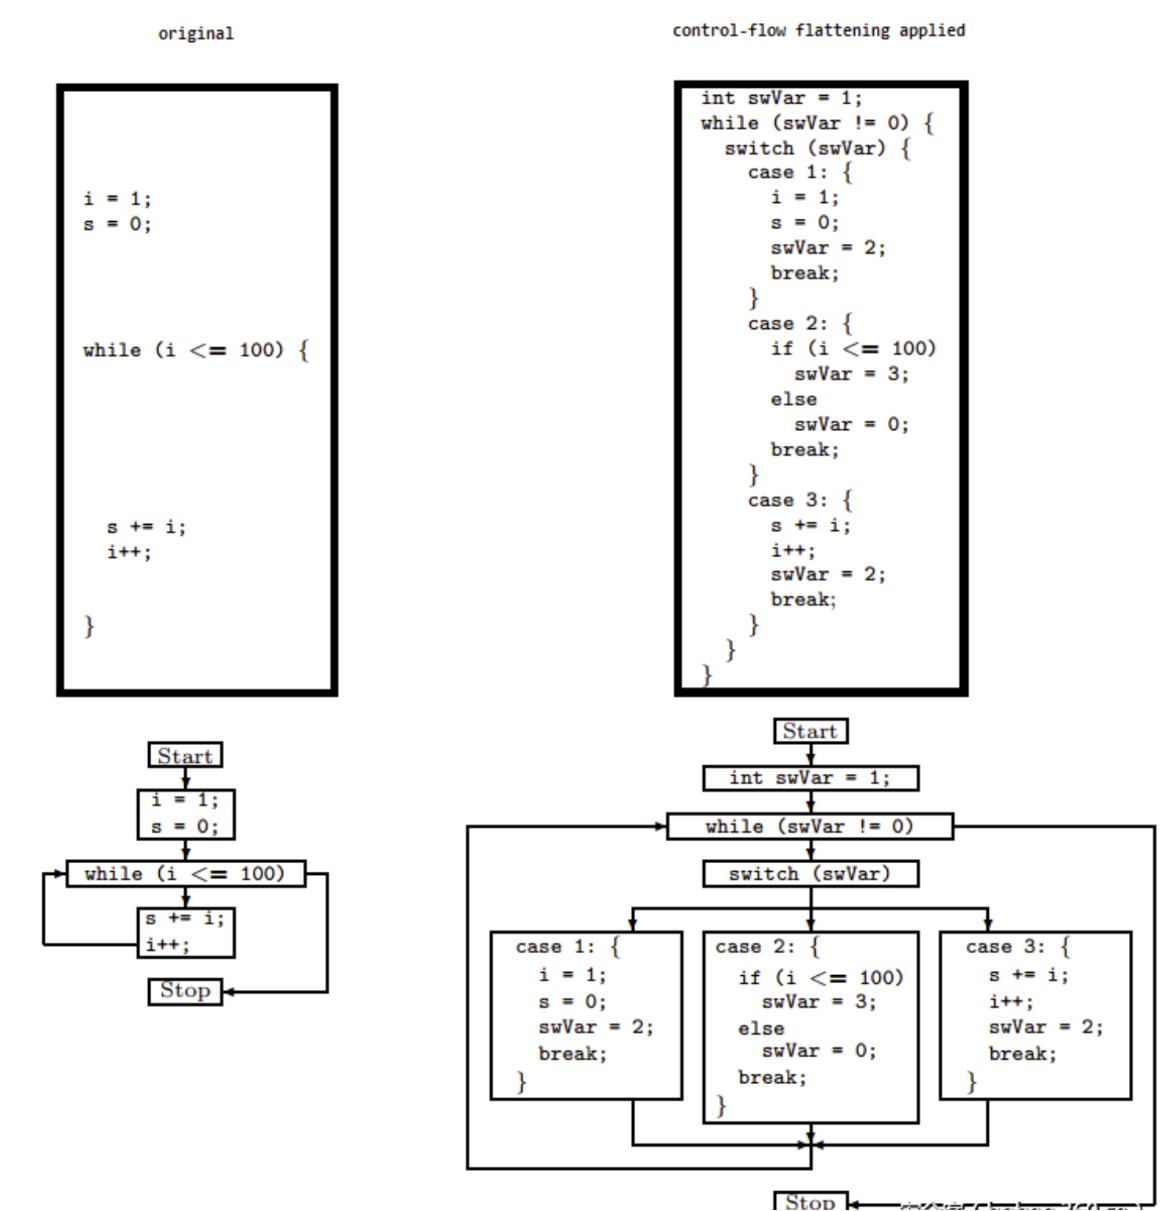 original
control-flow flattening applied
i = 1;
s = 0;
while (i <= 100) {
s += i;
i++;
}
int swVar = 1;
while (swVar != 0) {
switch (swVar) {
case 1: {
i = 1;
s = 0;
swVar = 2;
break;
}
case 2: {
if (i <= 100)
swVar = 3;
else
swVar = 0;
break;
}
case 3: {
s += i;
i++;
swVar = 2;
break;
}
}
}
Start
i = 1;
s = 0;
while (i <= 100)
s += i;
i++;
Stop
Start
int swVar = 1;
while (swVar != 0)
switch (swVar)
case 1: {
i = 1;
s = 0;
swVar = 2;
break;
}
case 2: {
if (i <= 100)
swVar = 3;
else
swVar = 0;
break;
}
case 3: {
s += i;
i++;
swVar = 2;
break;
}
Stop